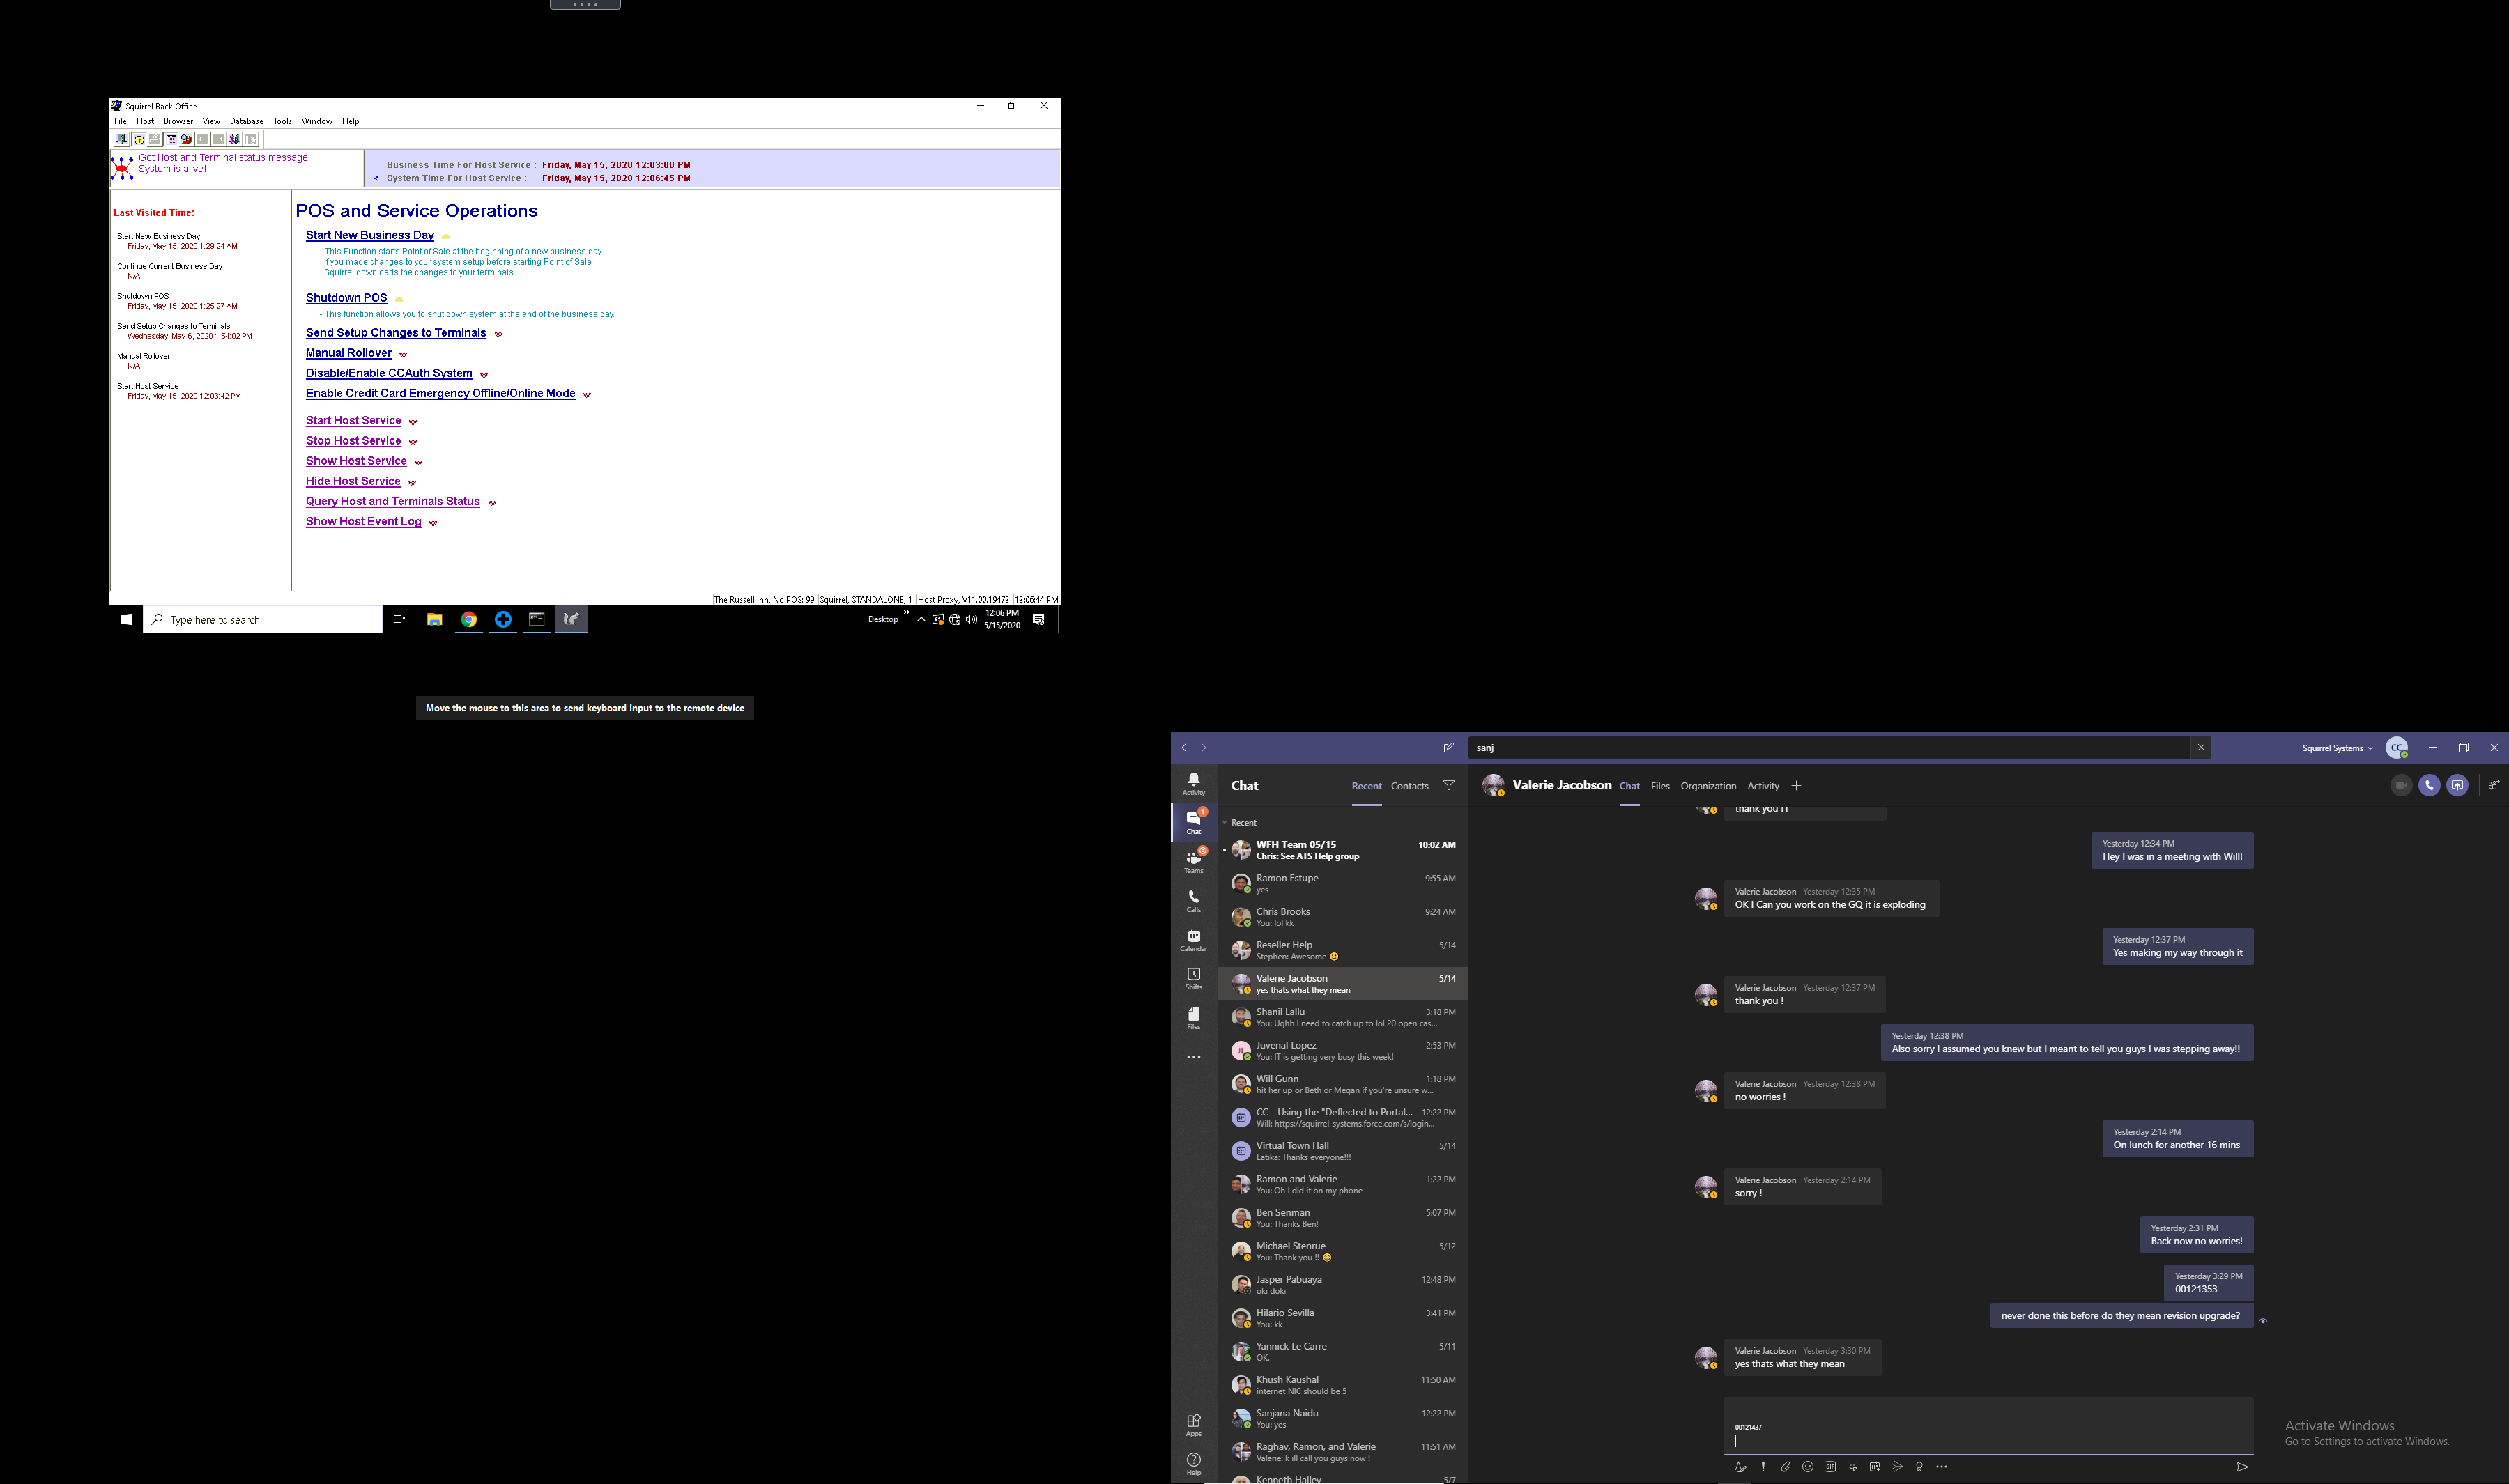 Squirrel Back Office
File Host Browser View Database Tools Window Help
Got Host and Terminal status message:
System is alive!
Business Time For Host Service : Friday, May 15, 2020 12:03:00 PM
System Time For Host Service : Friday, May 15, 2020 12:06:45 PM
Last Visited Time:
Start New Business Day
Friday, May 15, 2020 1:29:24 AM
Continue Current Business Day
N/A
Shutdown POS
Friday, May 15, 2020 1:25:27 AM
Send Setup Changes to Terminals
Wednesday, May 6, 2020 1:54:02 PM
Manual Rollover
N/A
Start Host Service
Friday, May 15, 2020 12:03:42 PM
POS and Service Operations
Start New Business Day
- This Function starts Point of Sale at the beginning of a new business day.
If you made changes to your system setup before starting Point of Sale
Squirrel downloads the changes to your terminals.
Shutdown POS
- This function allows you to shut down system at the end of the business day.
Send Setup Changes to Terminals
Manual Rollover
Disable/Enable CCAuth System
Enable Credit Card Emergency Offline/Online Mode
Start Host Service
Stop Host Service
Show Host Service
Hide Host Service
Query Host and Terminals Status
Show Host Event Log
The Russell Inn, No POS: 99 Squirrel, STANDALONE, 1 Host Proxy, V11.00.19472 12:06:44 PM
Type here to search
Desktop
12:06 PM
5/15/2020
Move the mouse to this area to send keyboard input to the remote device
sanj
Squirrel Systems
CC
Activity
Chat
1
Teams
Calls
Calendar
Shifts
Files
Apps
Help
Chat Recent Contacts
Recent
WFH Team 05/15 10:02 AM
Chris: See ATS Help group
Ramon Estupe 9:55 AM
yes
Chris Brooks 9:24 AM
You: lol kk
Reseller Help 5/14
Stephen: Awesome 🙂
Valerie Jacobson 5/14
yes thats what they mean
Shanil Lallu 3:18 PM
You: Ughh I need to catch up to lol 20 open cas...
Juvenal Lopez 2:53 PM
You: IT is getting very busy this week!
Will Gunn 1:18 PM
hit her up or Beth or Megan if you're unsure w...
CC - Using the "Deflected to Portal... 12:22 PM
Will: https://squirrel-systems.force.com/s/login...
Virtual Town Hall 5/14
Latika: Thanks everyone!!!
Ramon and Valerie 1:22 PM
You: Oh I did it on my phone
Ben Senman 5:07 PM
You: Thanks Ben!
Michael Stenrue 5/12
You: Thank you !!
Jasper Pabuaya 12:48 PM
oki doki
Hilario Sevilla 3:41 PM
You: kk
Yannick Le Carre 5/11
OK.
Khush Kaushal 11:50 AM
internet NIC should be 5
Sanjana Naidu 12:22 PM
You: yes
Raghav, Ramon, and Valerie 11:51 AM
Valerie: k ill call you guys now !
Kenneth Halley 5/7
Valerie Jacobson Chat Files Organization Activity
thank you !1
Yesterday 12:34 PM
Hey I was in a meeting with Will!
Valerie Jacobson Yesterday 12:35 PM
OK ! Can you work on the GQ it is exploding
Yesterday 12:37 PM
Yes making my way through it
Valerie Jacobson Yesterday 12:37 PM
thank you !
Yesterday 12:38 PM
Also sorry I assumed you knew but I meant to tell you guys I was stepping away!!
Valerie Jacobson Yesterday 12:38 PM
no worries !
Yesterday 2:14 PM
On lunch for another 16 mins
Valerie Jacobson Yesterday 2:14 PM
sorry !
Yesterday 2:31 PM
Back now no worries!
Yesterday 3:29 PM
00121353
never done this before do they mean revision upgrade?
Valerie Jacobson Yesterday 3:30 PM
yes thats what they mean
00121437
GIF
Activate Windows
Go to Settings to activate Windows.